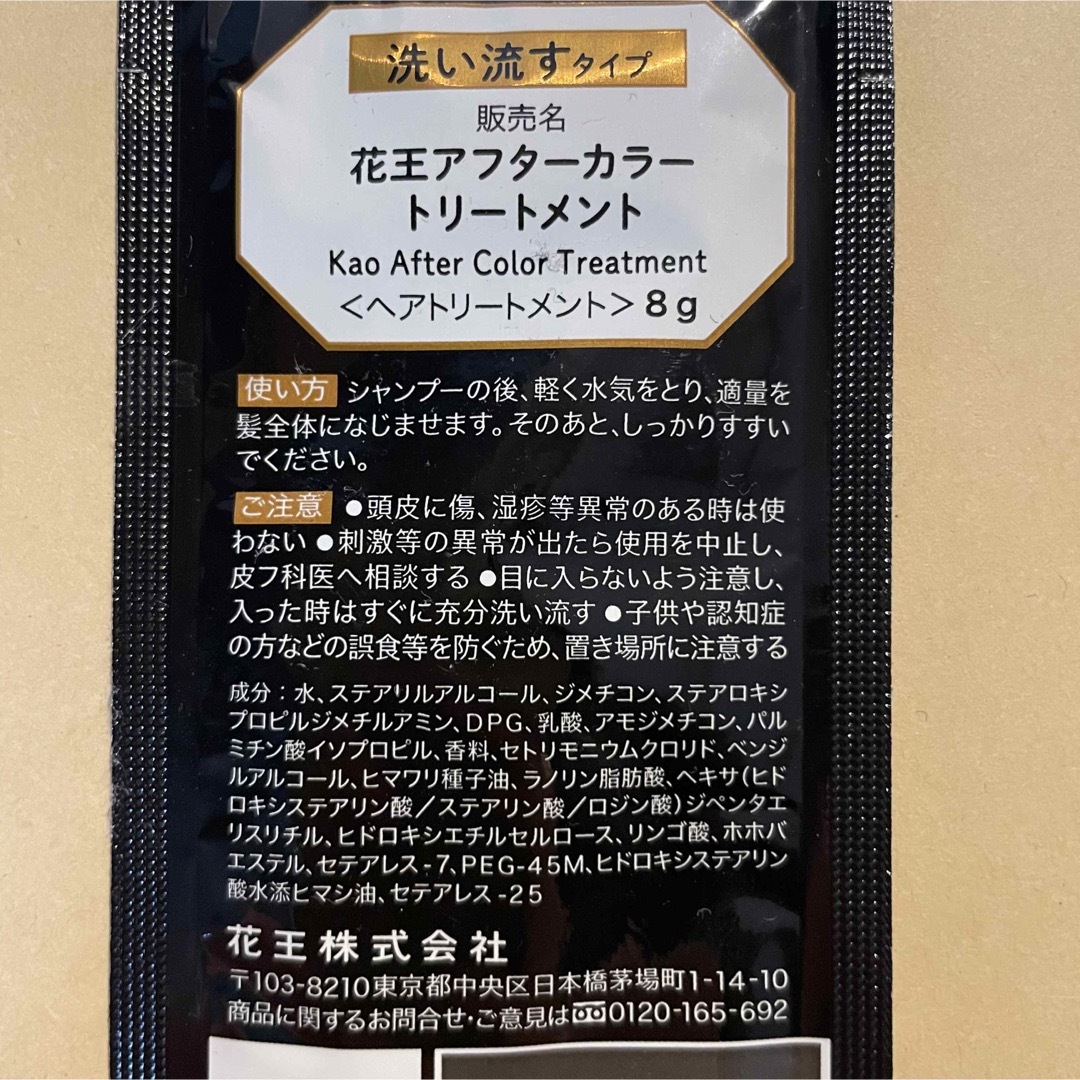 洗い流すタイプ
販売名
花王アフターカラー
トリートメント
Kao After Color Treatment
＜ヘアトリートメント＞ 8g
使い方 シャンプーの後、軽く水気をとり、適量を
髪全体になじませます。そのあと、しっかりすすい
でください。
ご注意 ●頭皮に傷、湿疹等異常のある時は使
わない ●刺激等の異常が出たら使用を中止し、
皮フ科医へ相談する ●目に入らないよう注意し、
入った時はすぐに充分洗い流す ●子供や認知症
の方などの誤食等を防ぐため、置き場所に注意する
成分：水、ステアリルアルコール、ジメチコン、ステアロキシ
プロピルジメチルアミン、DPG、乳酸、アモジメチコン、パル
ミチン酸イソプロピル、香料、セトリモニウムクロリド、ベンジ
ルアルコール、ヒマワリ種子油、ラノリン脂肪酸、ヘキサ（ヒド
ロキシステアリン酸／ステアリン酸／ロジン酸）ジペンタエ
リスリチル、ヒドロキシエチルセルロース、リンゴ酸、ホホバ
エステル、セテアレス-7、PEG-45M、ヒドロキシステアリン
酸水添ヒマシ油、セテアレス-25
花王株式会社
〒103-8210東京都中央区日本橋茅場町1-14-10
商品に関するお問合せ・ご意見は0120-165-692